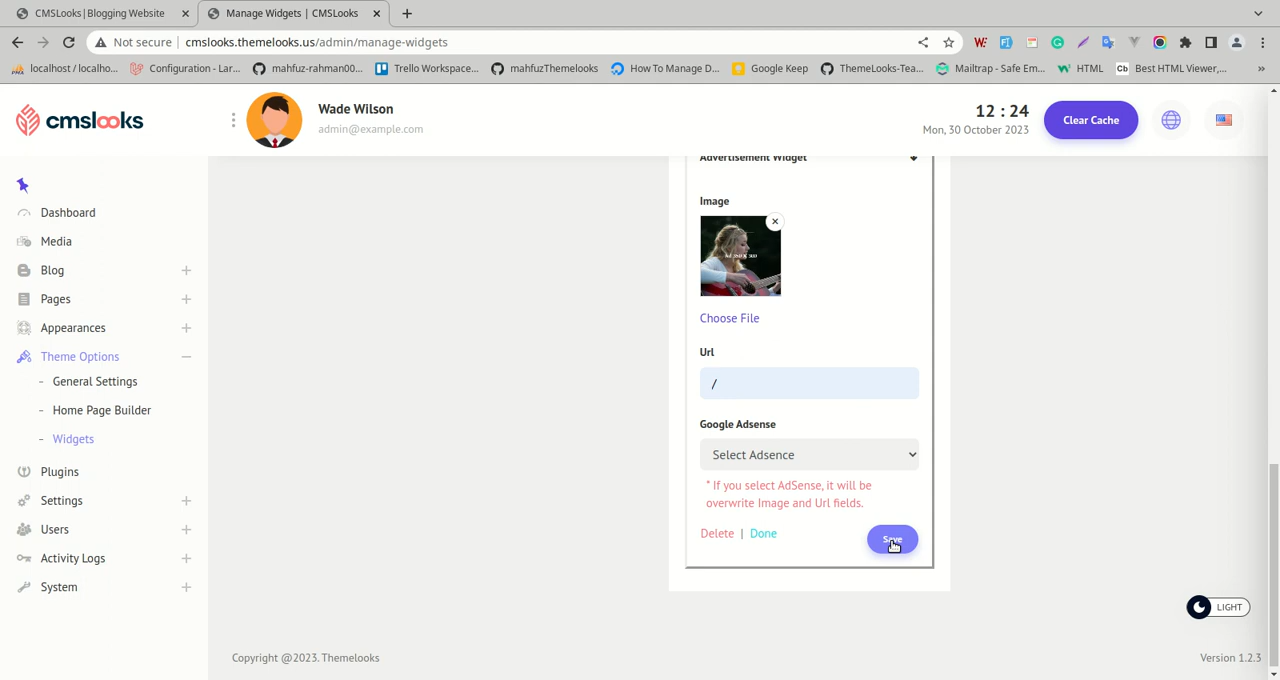 CMSLooks|Blogging Website
Manage Widgets | CMSLooks
Not secure
cmslooks.themelooks.us/admin/manage-widgets
localhost / localho...
Configuration - Lar...
mahfuz-rahman00...
Trello Workspace...
mahfuzThemelooks
How To Manage D...
Google Keep
ThemeLooks-Tea...
Mailtrap - Safe Em...
HTML
Best HTML Viewer,...
cmslooks
Wade Wilson
admin@example.com
12 : 24
Mon, 30 October 2023
Clear Cache
Dashboard
Media
Blog
Pages
Appearances
Theme Options
- General Settings
- Home Page Builder
- Widgets
Plugins
Settings
Users
Activity Logs
System
Advertisement Widget
Image
Choose File
Url
/
Google Adsense
Select Adsence
* If you select AdSense, it will be
overwrite Image and Url fields.
Delete | Done
Save
LIGHT
Copyright @2023. Themelooks
Version 1.2.3